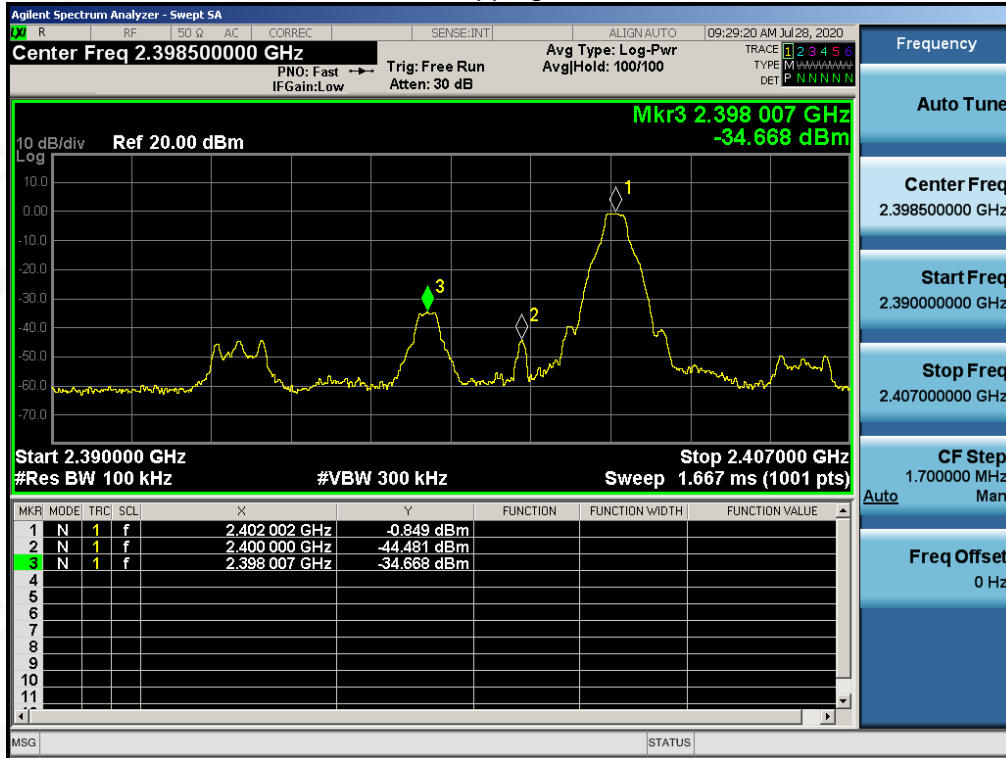 Agilent Spectrum Analyzer - Swept SA
LXI R RF 50 Ω AC CORREC SENSE:INT ALIGN AUTO 09:29:20 AM Jul 28, 2020
Center Freq 2.398500000 GHz
PNO: Fast
IFGain:Low
Trig: Free Run
Atten: 30 dB
Avg Type: Log-Pwr
Avg|Hold: 100/100
TRACE 1 2 3 4 5 6
TYPE M
DET P N N N N N
Mkr3 2.398 007 GHz
-34.668 dBm
10 dB/div Ref 20.00 dBm
Log
10.0
0.00
-10.0
-20.0
-30.0
-40.0
-50.0
-60.0
-70.0
1
2
3
Start 2.390000 GHz Stop 2.407000 GHz
#Res BW 100 kHz #VBW 300 kHz Sweep 1.667 ms (1001 pts)
MKR MODE TRC SCL X Y FUNCTION FUNCTION WIDTH FUNCTION VALUE
1 N 1 f 2.402 002 GHz -0.849 dBm
2 N 1 f 2.400 000 GHz -44.481 dBm
3 N 1 f 2.398 007 GHz -34.668 dBm
4
5
6
7
8
9
10
11
MSG STATUS
Frequency
Auto Tune
Center Freq
2.398500000 GHz
Start Freq
2.390000000 GHz
Stop Freq
2.407000000 GHz
CF Step
1.700000 MHz
Auto Man
Freq Offset
0 Hz